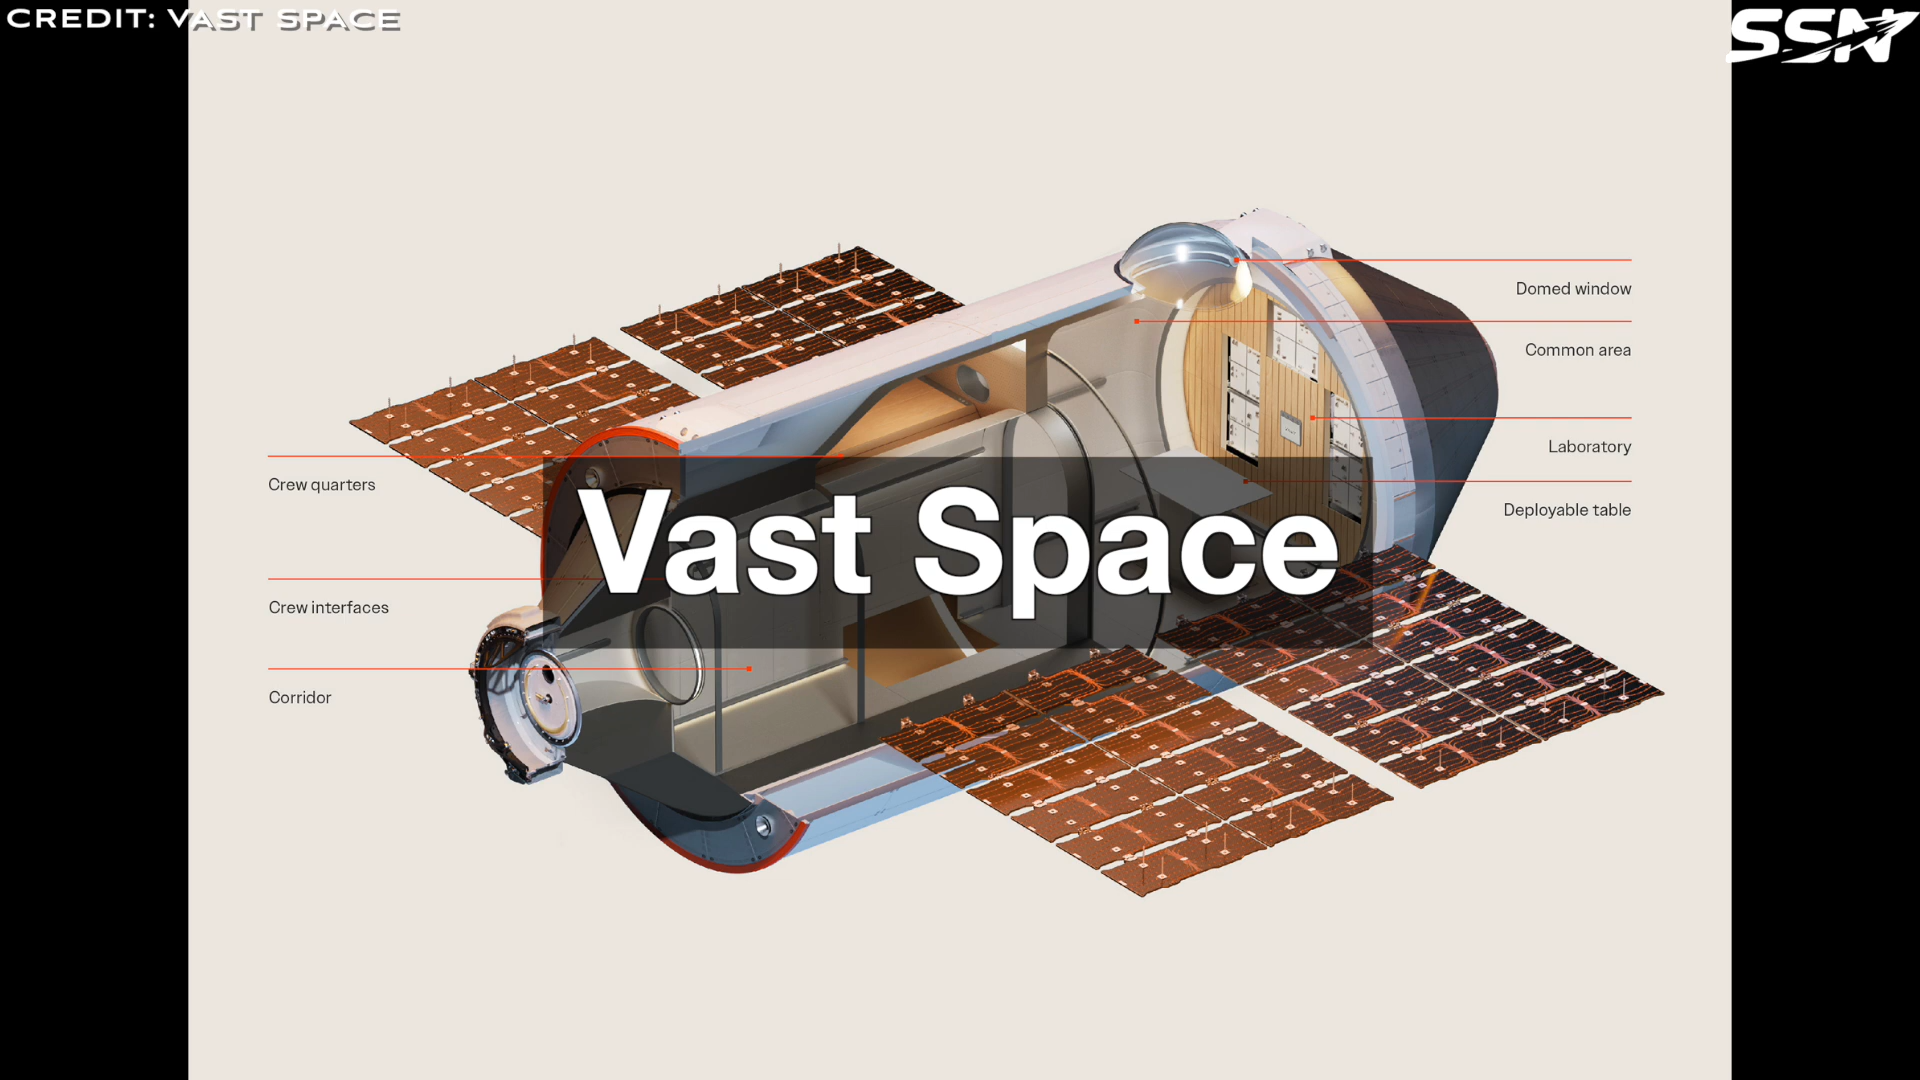 CREDIT: VAST SPACE
SSN
Domed window
Common area
Laboratory
Crew quarters
Deployable table
Vast Space
Crew interfaces
Corridor